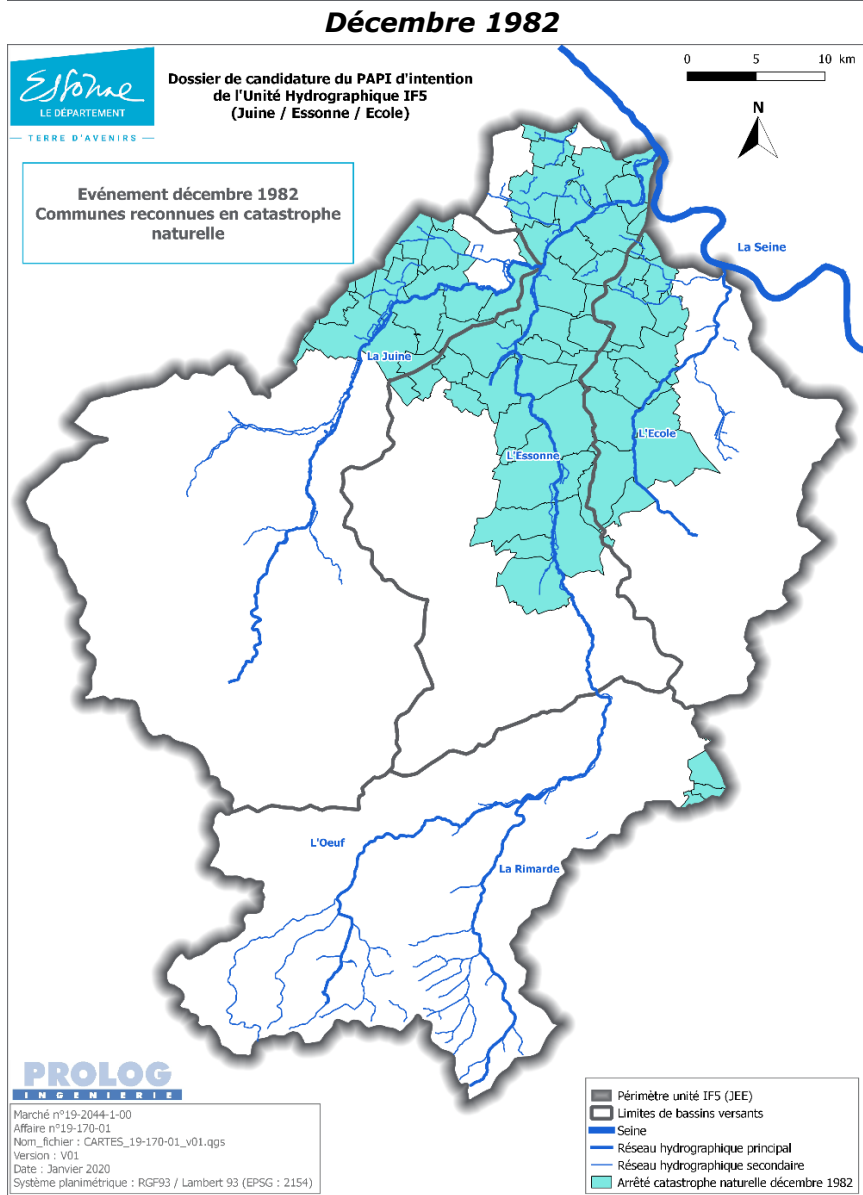 Décembre 1982
Essonne
LE DÉPARTEMENT
TERRE D'AVENIRS
Dossier de candidature du PAPI d'intention
de l'Unité Hydrographique IF5
(Juine / Essonne / Ecole)
0 5 10 km
N
Evénement décembre 1982
Communes reconnues en catastrophe
naturelle
La Seine
La Juine
L'Ecole
L'Essonne
L'Oeuf
La Rimarde
PROLOG
INGENIERIE
Marché n°19-2044-1-00
Affaire n°19-170-01
Nom_fichier : CARTES_19-170-01_v01.qgs
Version : V01
Date : Janvier 2020
Système planimétrique : RGF93 / Lambert 93 (EPSG : 2154)
Périmètre unité IF5 (JEE)
Limites de bassins versants
Seine
Réseau hydrographique principal
Réseau hydrographique secondaire
Arrêté catastrophe naturelle décembre 1982